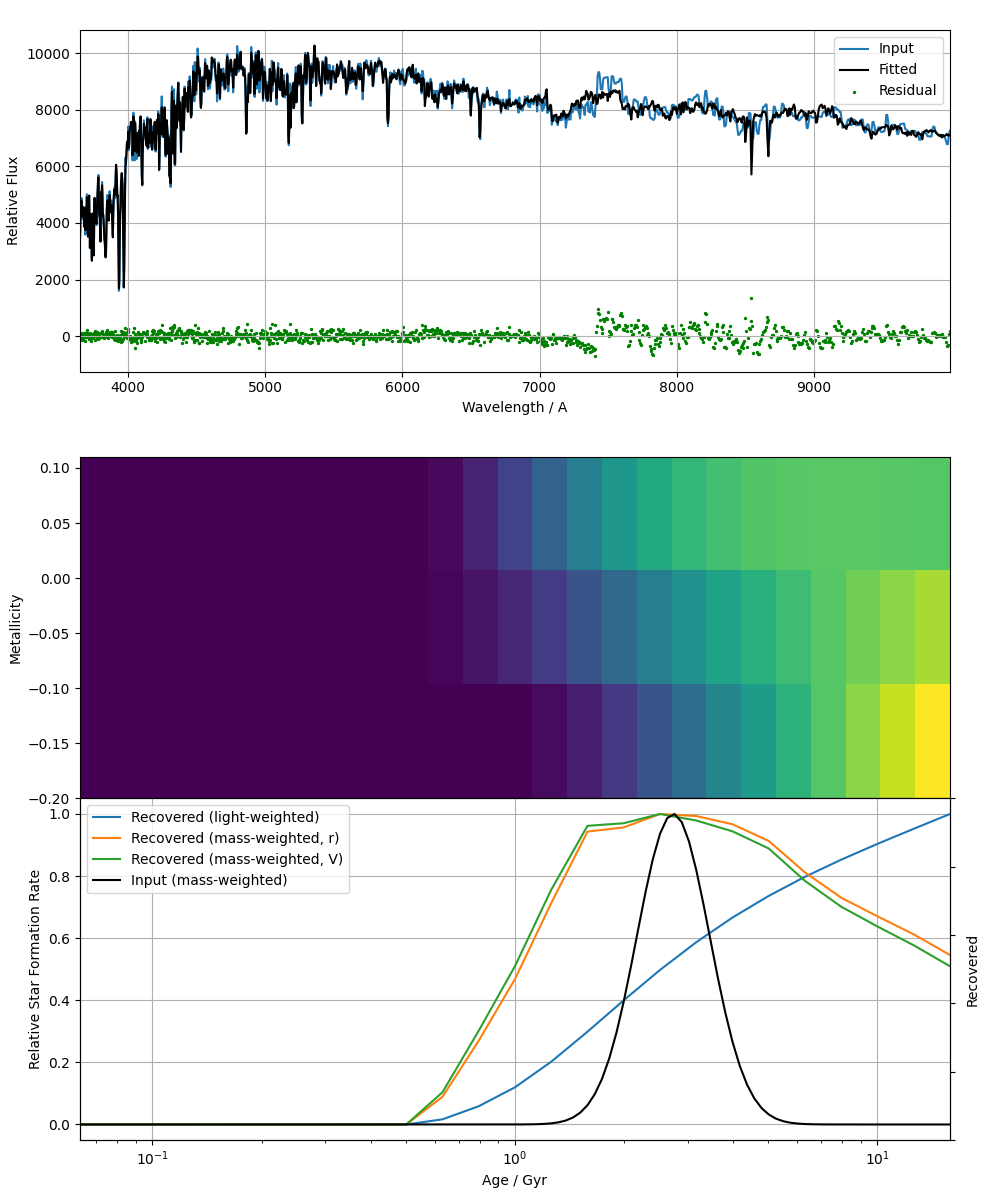 10000
8000
6000
4000
2000
0
Relative Flux
Input
Fitted
Residual
4000 5000 6000 7000 8000 9000
Wavelength / A
0.10
0.05
0.00
−0.05
−0.10
−0.15
−0.20
Metallicity
1.0
0.8
0.6
0.4
0.2
0.0
Relative Star Formation Rate
Recovered (light-weighted)
Recovered (mass-weighted, r)
Recovered (mass-weighted, V)
Input (mass-weighted)
Recovered
10⁻¹ 10⁰ 10¹
Age / Gyr